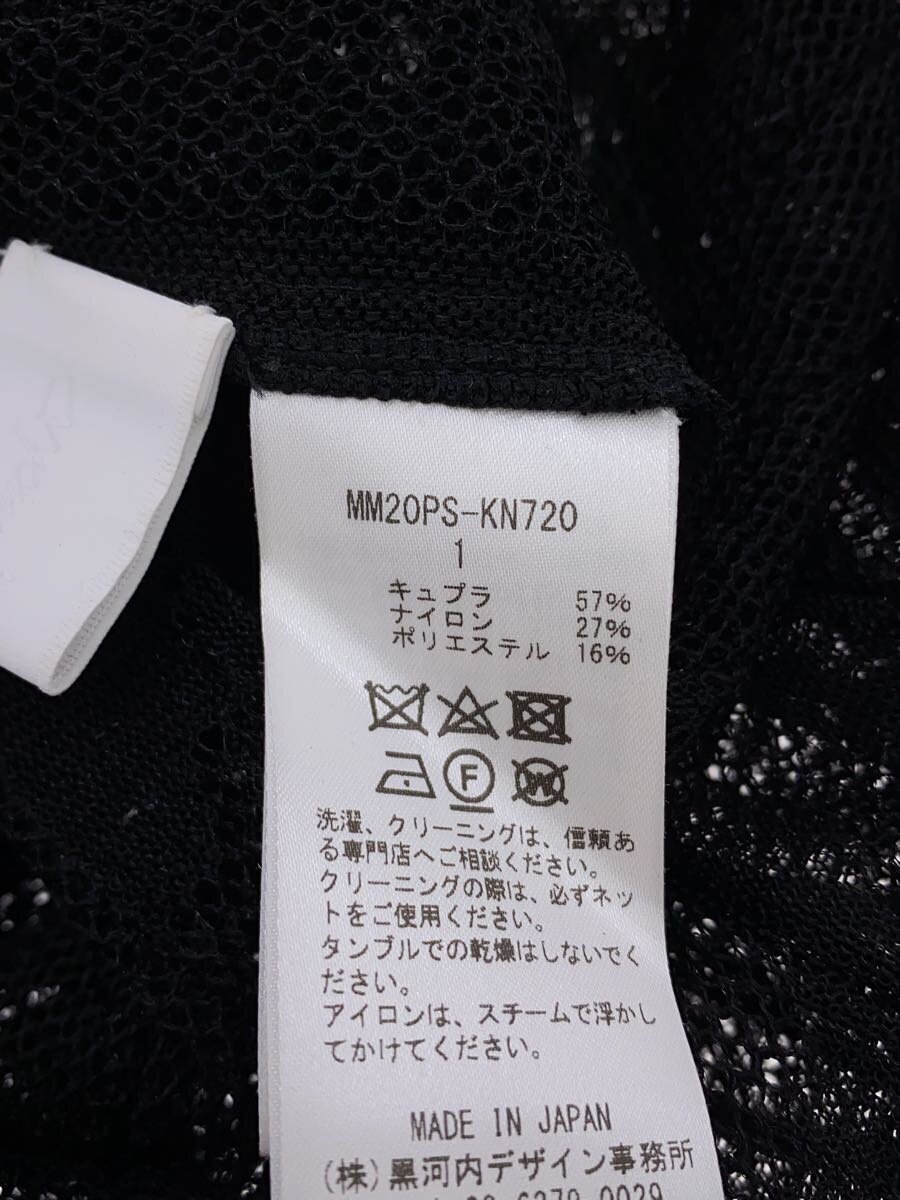 MM20PS-KN720
1
キュプラ 57%
ナイロン 27%
ポリエステル 16%
F W
洗濯、クリーニングは、信頼あ
る専門店へご相談ください。
クリーニングの際は、必ずネッ
トをご使用ください。
タンブルでの乾燥はしないでく
ださい。
アイロンは、スチームで浮かし
てかけてください。
MADE IN JAPAN
(株)黒河内デザイン事務所